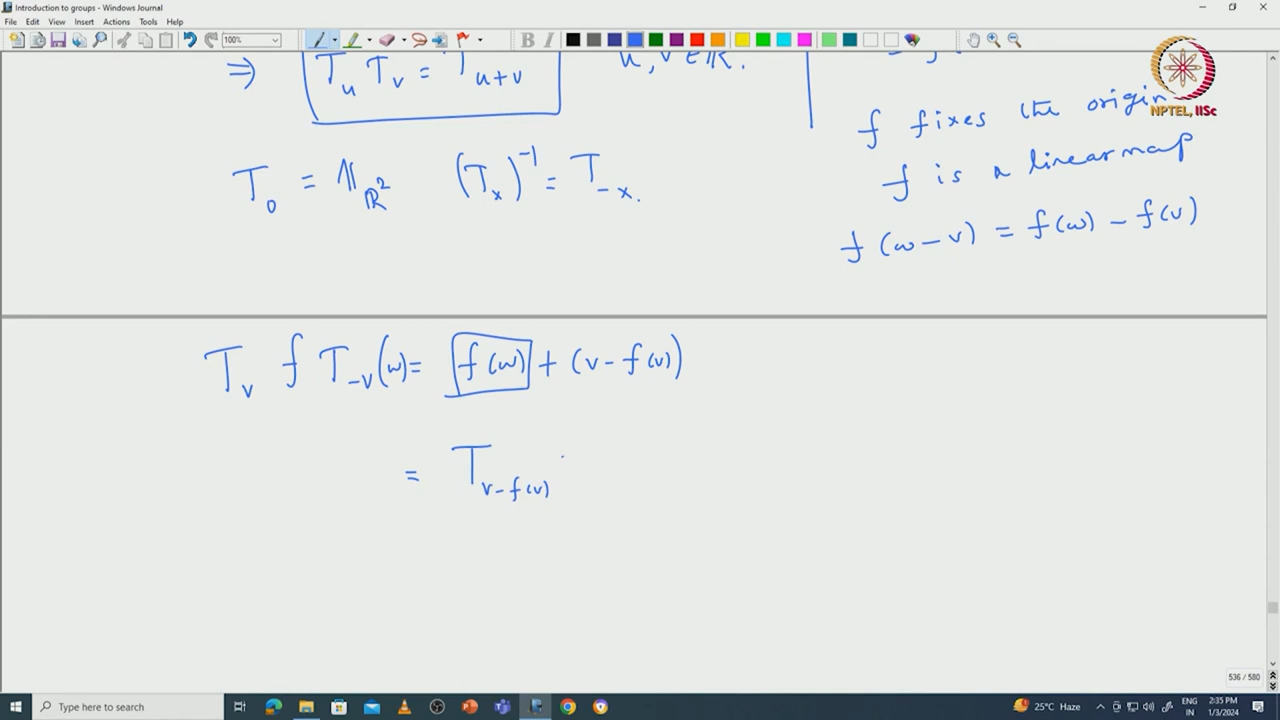 Introduction to groups - Windows Journal
File Edit View Insert Actions Tools Help
100%
⇒ T_u T_v = T_{u+v} u, v ∈ ℝ².
NPTEL, IISc
f fixes the origin
f is a linear map
T_0 = 𝟙_{ℝ²} (T_x)^{-1} = T_{-x}.
f (w - v) = f(w) - f(v)
T_v f T_{-v}(w) = f(w) + (v - f(v))
= T_{v-f(v)}
536 / 580
Type here to search
25°C Haze
ENG
IN
2:35 PM
1/3/2024